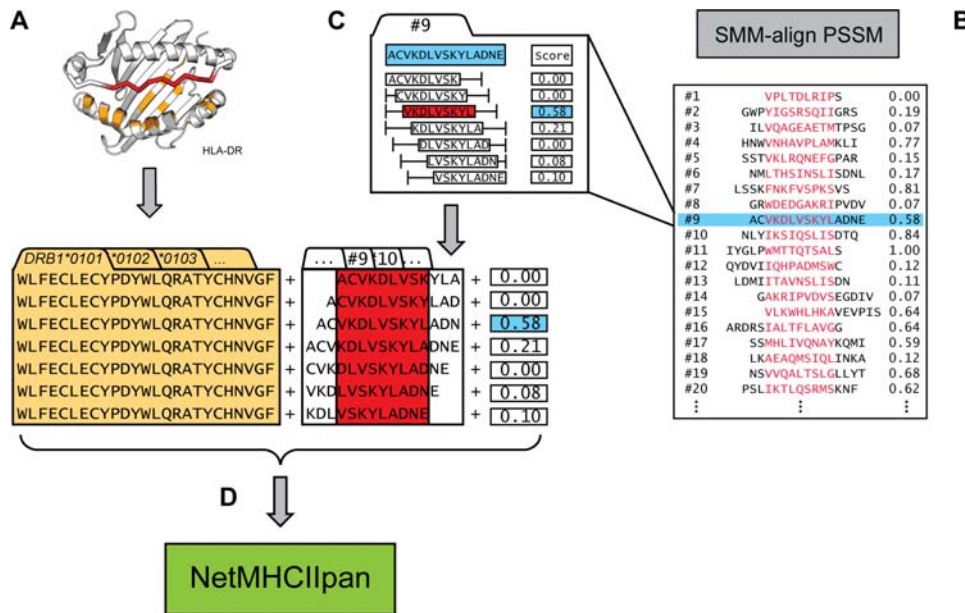 A
HLA-DR
C
#9
ACVKDLVSKYLADNE Score
ACVKDLVSK 0.00
CVKDLVSKY 0.00
VKDLVSKYL 0.58
KDLVSKYLA 0.21
DLVSKYLAD 0.00
LVSKYLADN 0.08
VSKYLADNE 0.10
B
SMM-align PSSM
#1 VPLTDLRIPS 0.00
#2 GWPYIGSRSQIIGRS 0.19
#3 ILVQAGEAETMTPSG 0.07
#4 HNWVNHAVPLAMKLI 0.77
#5 SSTVKLRQNEFGPAR 0.15
#6 NMLTHSINSLISDNL 0.17
#7 LSSKFNKFVSPKSVS 0.81
#8 GRWDEDGAKRIPVDV 0.07
#9 ACVKDLVSKYLADNE 0.58
#10 NLYIKSIQSLISDTQ 0.84
#11 IYGLPWMTTQTSALS 1.00
#12 QYDVIIQHPADMSWC 0.12
#13 LDMIITAVNSLISDN 0.11
#14 GAKRIPVDVSEGDIV 0.07
#15 VLKWHLHKAVEVPIS 0.64
#16 ARDRSIALTFLAVGG 0.64
#17 SSMHLIVQNAYKQMI 0.59
#18 LKAEAQMSIQLINKA 0.12
#19 NSVVQALTSLGLLYT 0.68
#20 PSLIKTLQSRMSKNF 0.62
⋮ ⋮ ⋮
DRB1*0101 *0102 *0103 ...
... #9 #10 ...
WLFECLECYPDYWLQRATYCHNVGF + ACVKDLVSKYLA + 0.00
WLFECLECYPDYWLQRATYCHNVGF + ACVKDLVSKYLAD + 0.00
WLFECLECYPDYWLQRATYCHNVGF + ACVKDLVSKYLADN + 0.58
WLFECLECYPDYWLQRATYCHNVGF + ACVKDLVSKYLADNE + 0.21
WLFECLECYPDYWLQRATYCHNVGF + CVKDLVSKYLADNE + 0.00
WLFECLECYPDYWLQRATYCHNVGF + VKDLVSKYLADNE + 0.08
WLFECLECYPDYWLQRATYCHNVGF + KDLVSKYLADNE + 0.10
D
NetMHCIIpan